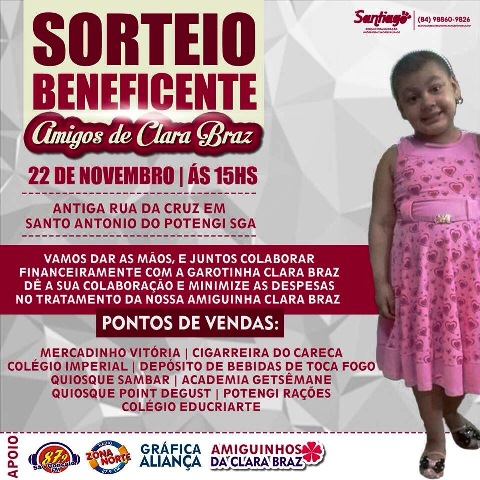 Santiago
(84) 98860-9826
SORTEIO
BENEFICENTE
Amigos de Clara Braz
22 DE NOVEMBRO | ÁS 15HS
ANTIGA RUA DA CRUZ EM
SANTO ANTONIO DO POTENGI SGA
VAMOS DAR AS MÃOS, E JUNTOS COLABORAR
FINANCEIRAMENTE COM A GAROTINHA CLARA BRAZ
DÊ A SUA COLABORAÇÃO E MINIMIZE AS DESPESAS
NO TRATAMENTO DA NOSSA AMIGUINHA CLARA BRAZ
PONTOS DE VENDAS:
MERCADINHO VITÓRIA | CIGARREIRA DO CARECA
COLÉGIO IMPERIAL | DEPÓSITO DE BEBIDAS DE TOCA FOGO
QUIOSQUE SAMBAR | ACADEMIA GETSÊMANE
QUIOSQUE POINT DEGUST | POTENGI RAÇÕES
COLÉGIO EDUCRIARTE
APOIO
87,9
ZONA NORTE
GRÁFICA ALIANÇA
AMIGUINHOS DA CLARA BRAZ